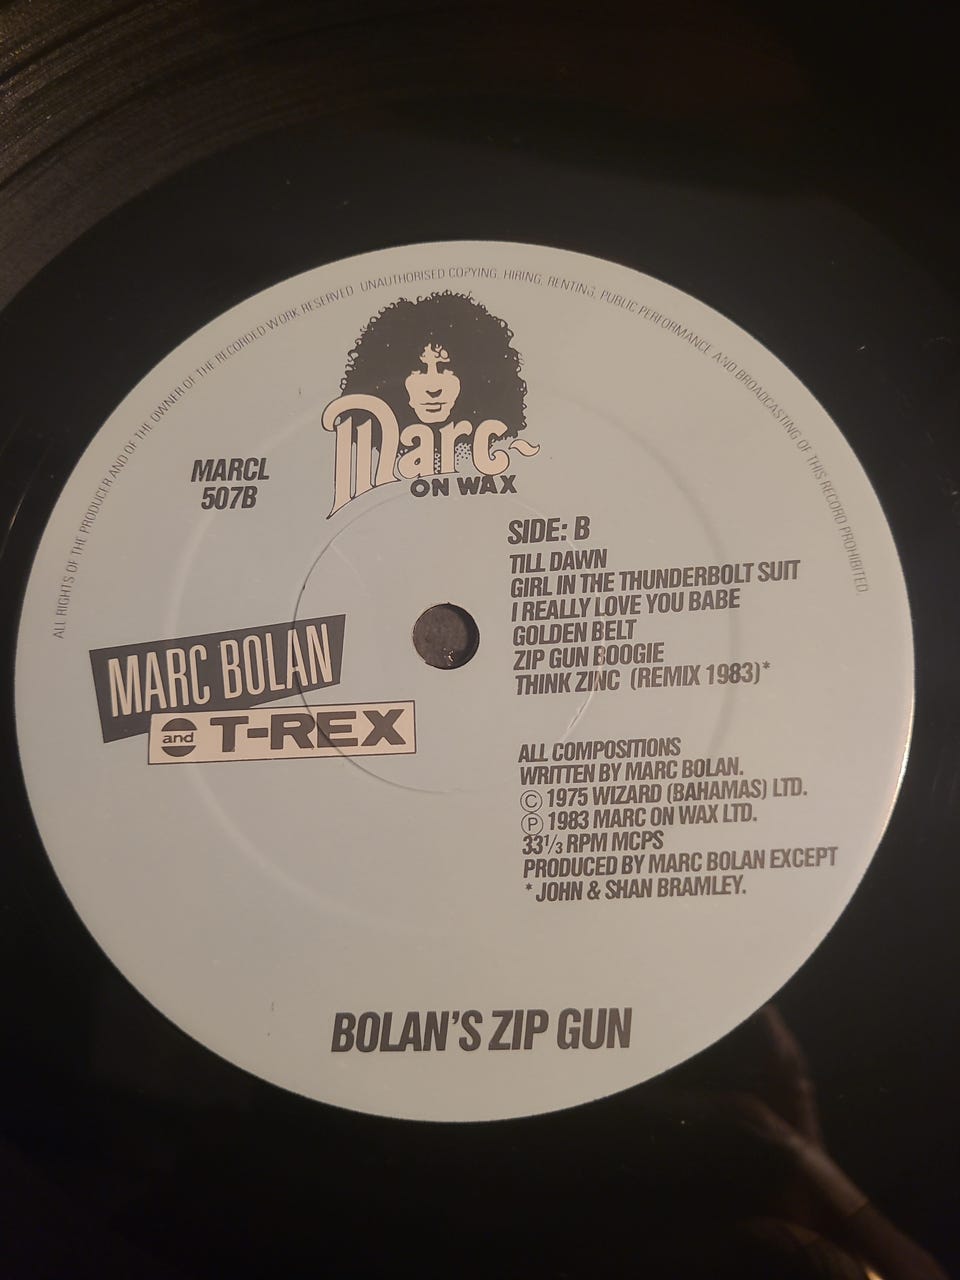 ALL RIGHTS OF THE PRODUCER AND OF THE OWNER OF THE RECORDED WORK RESERVED UNAUTHORISED COPYING, HIRING, RENTING, PUBLIC PERFORMANCE AND BROADCASTING OF THIS RECORD PROHIBITED.
Marc
ON WAX
MARCL
507B
SIDE: B
TILL DAWN
GIRL IN THE THUNDERBOLT SUIT
I REALLY LOVE YOU BABE
GOLDEN BELT
ZIP GUN BOOGIE
THINK ZINC (REMIX 1983)*
MARC BOLAN
and T-REX
ALL COMPOSITIONS
WRITTEN BY MARC BOLAN.
Ⓒ 1975 WIZARD (BAHAMAS) LTD.
Ⓟ 1983 MARC ON WAX LTD.
33⅓ RPM MCPS
PRODUCED BY MARC BOLAN EXCEPT
* JOHN & SHAN BRAMLEY.
BOLAN'S ZIP GUN